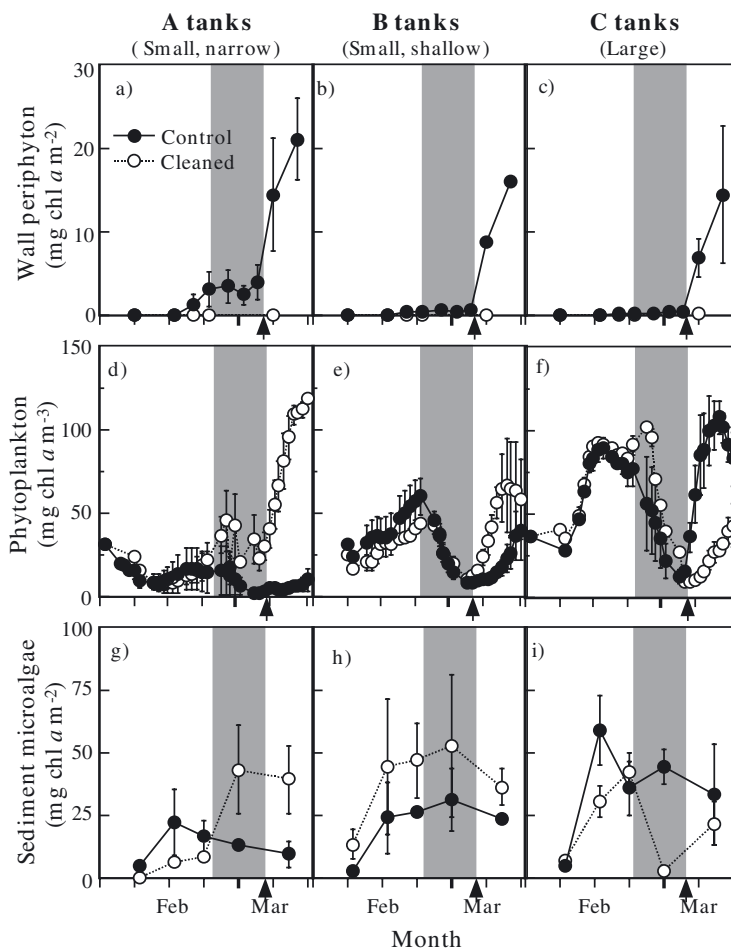 A tanks B tanks C tanks
( Small, narrow) (Small, shallow) (Large)
a) b) c)
30
Control
Cleaned
20
10
0
Wall periphyton
(mg chl a m-2)
150
d) e) f)
100
50
0
Phytoplankton
(mg chl a m-3)
100
g) h) i)
75
50
25
0
Sediment microalgae
(mg chl a m-2)
Feb Mar Feb Mar Feb Mar
Month